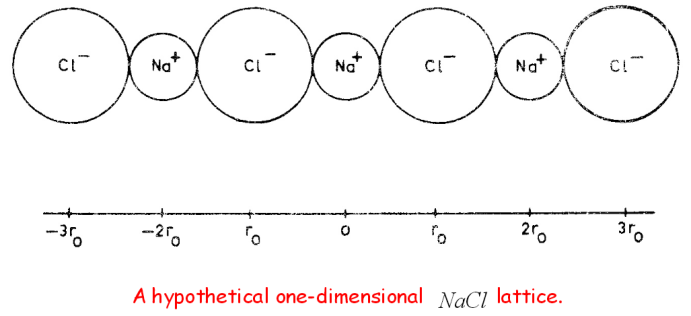 Cl⁻ Na⁺ Cl⁻ Na⁺ Cl⁻ Na⁺ Cl⁻
−3r₀ −2r₀ r₀ 0 r₀ 2r₀ 3r₀
A hypothetical one-dimensional NaCl lattice.